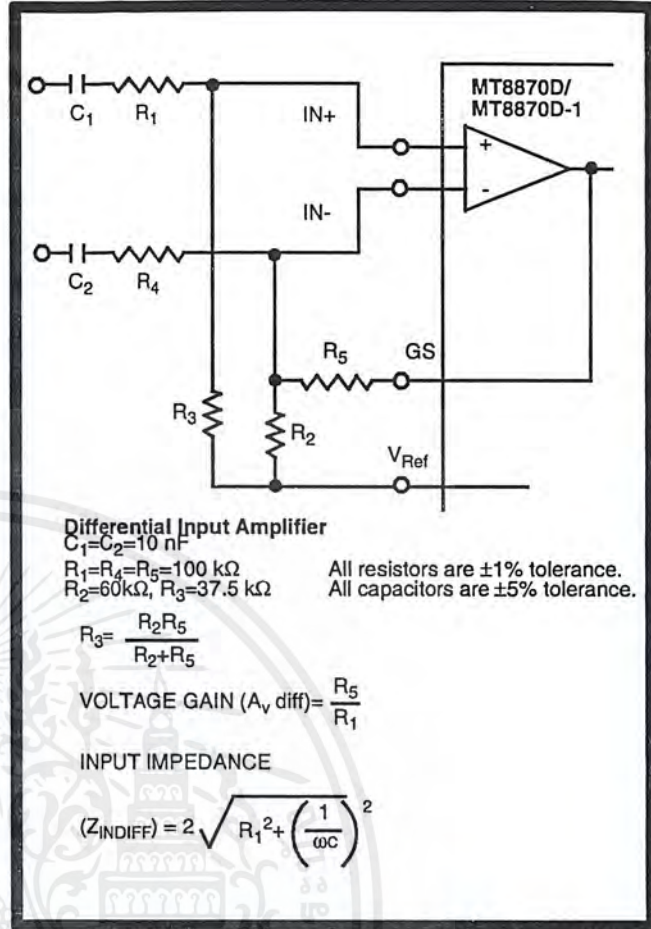 MT8870D/
MT8870D-1
C₁ R₁ IN+
+
-
IN-
C₂ R₄
R₅ GS
R₃ R₂
V_Ref
Differential Input Amplifier
C₁=C₂=10 nF
R₁=R₄=R₅=100 kΩ All resistors are ±1% tolerance.
R₂=60kΩ, R₃=37.5 kΩ All capacitors are ±5% tolerance.
R₃= R₂R₅ / R₂+R₅
VOLTAGE GAIN (Aᵥ diff)= R₅ / R₁
INPUT IMPEDANCE
(Z_INDIFF) = 2 √(R₁²+ (1 / ωc)²)